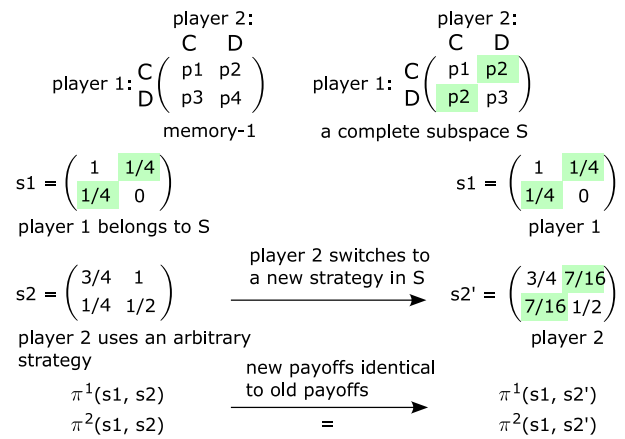 player 2:
C D
player 1: C p1 p2
D p3 p4
memory-1
player 2:
C D
player 1: C p1 p2
D p2 p3
a complete subspace S
s1 = ( 1 1/4
1/4 0 )
player 1 belongs to S
s1 = ( 1 1/4
1/4 0 )
player 1
s2 = ( 3/4 1
1/4 1/2 )
player 2 uses an arbitrary
strategy
player 2 switches to
a new strategy in S
s2' = ( 3/4 7/16
7/16 1/2 )
player 2
π¹(s1, s2)
π²(s1, s2)
new payoffs identical
to old payoffs
=
π¹(s1, s2')
π²(s1, s2')